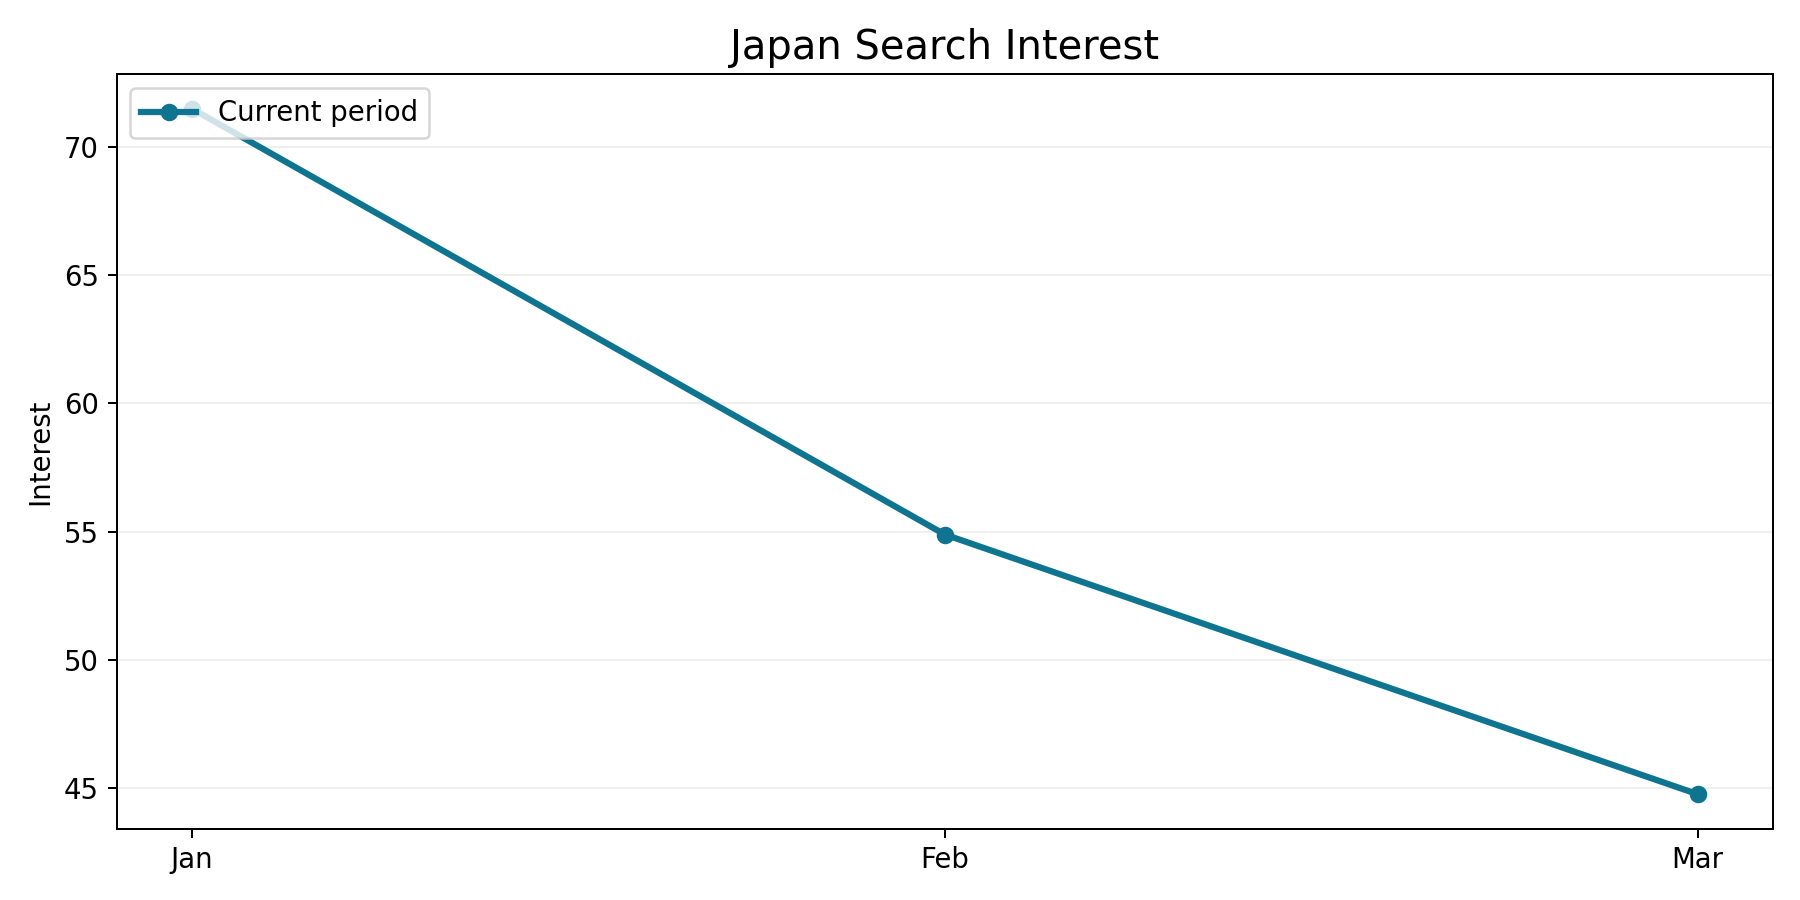 Japan Search Interest
Current period
Interest
70
65
60
55
50
45
Jan
Feb
Mar